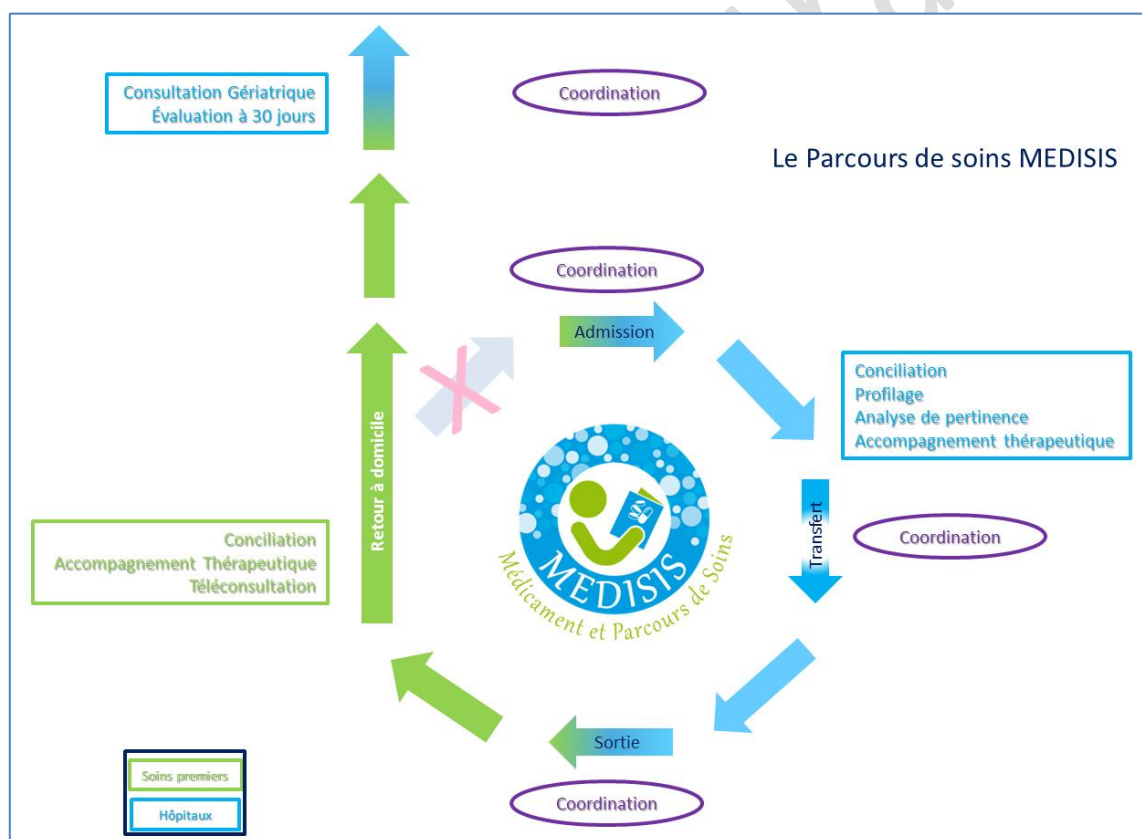 Consultation Gériatrique
Évaluation à 30 jours
Coordination
Le Parcours de soins MEDISIS
Coordination
Admission
Conciliation
Profilage
Analyse de pertinence
Accompagnement thérapeutique
Retour à domicile
Transfert
Coordination
Conciliation
Accompagnement Thérapeutique
Téléconsultation
MEDISIS
Médicament et Parcours de Soins
Sortie
Coordination
Soins premiers
Hôpitaux